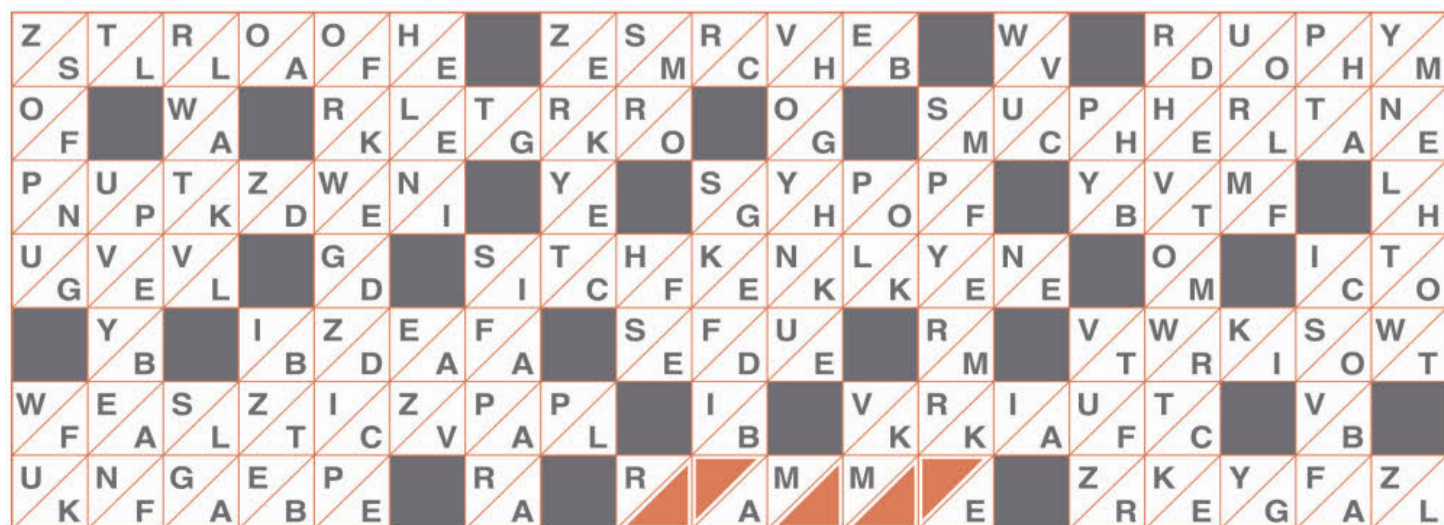 Z S T L R L O A O F H E Z E S M R C V H E B W V R D U O P H Y M
O F W A R K L E T G R K R O O G S M U C P H H E R L T A N E
P N U P T K Z D W E N I Y E S G Y H P O P F Y B V T M F L H
U G V E V L G D S I T C H F K E N K L K Y E N E O M I C T O
Y B I B Z D E A F A S E F D U E R M V T W R K I S O W T
W F E A S L Z T I C Z V P A P L I B V K R K I A U F T C V B
U K N F G A E B P E R A R A M M E Z R K E Y G F A Z L